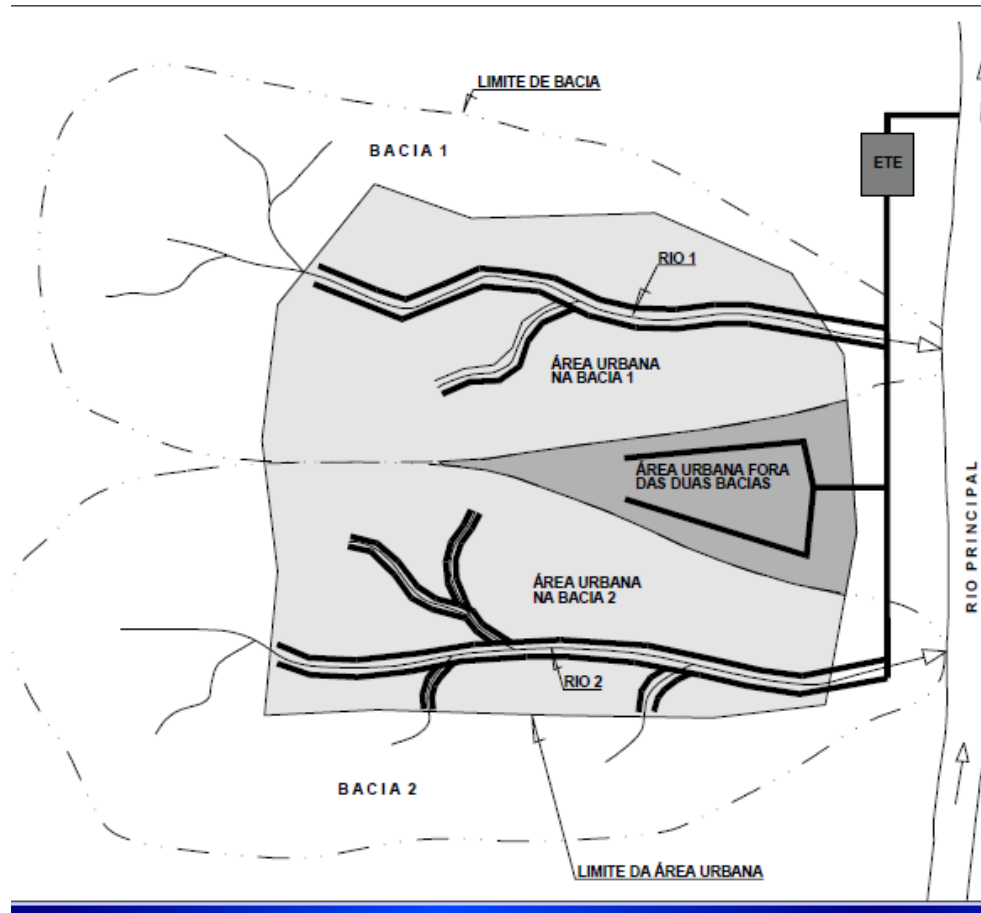 LIMITE DE BACIA
BACIA 1
ETE
RIO 1
ÁREA URBANA
NA BACIA 1
ÁREA URBANA FORA
DAS DUAS BACIAS
ÁREA URBANA
NA BACIA 2
RIO PRINCIPAL
RIO 2
BACIA 2
LIMITE DA ÁREA URBANA